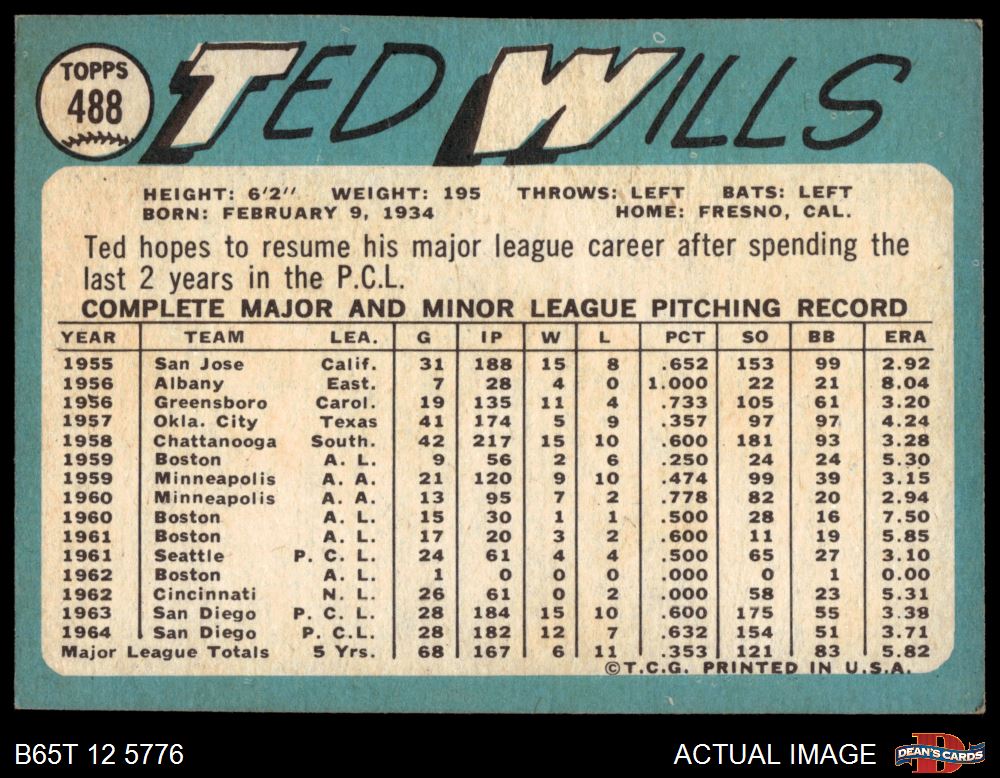 TOPPS
488
TED WILLS
HEIGHT: 6'2" WEIGHT: 195 THROWS: LEFT BATS: LEFT
BORN: FEBRUARY 9, 1934 HOME: FRESNO, CAL.
Ted hopes to resume his major league career after spending the
last 2 years in the P.C.L.
COMPLETE MAJOR AND MINOR LEAGUE PITCHING RECORD
YEAR TEAM LEA. G IP W L PCT SO BB ERA
1955 San Jose Calif. 31 188 15 8 .652 153 99 2.92
1956 Albany East. 7 28 4 0 1.000 22 21 8.04
1956 Greensboro Carol. 19 135 11 4 .733 105 61 3.20
1957 Okla. City Texas 41 174 5 9 .357 97 97 4.24
1958 Chattanooga South. 42 217 15 10 .600 181 93 3.28
1959 Boston A. L. 9 56 2 6 .250 24 24 5.30
1959 Minneapolis A. A. 21 120 9 10 .474 99 39 3.15
1960 Minneapolis A. A. 13 95 7 2 .778 82 20 2.94
1960 Boston A. L. 15 30 1 1 .500 28 16 7.50
1961 Boston A. L. 17 20 3 2 .600 11 19 5.85
1961 Seattle P. C. L. 24 61 4 4 .500 65 27 3.10
1962 Boston A. L. 1 0 0 0 .000 0 1 0.00
1962 Cincinnati N. L. 26 61 0 2 .000 58 23 5.31
1963 San Diego P. C. L. 28 184 15 10 .600 175 55 3.38
1964 San Diego P. C.L. 28 182 12 7 .632 154 51 3.71
Major League Totals 5 Yrs. 68 167 6 11 .353 121 83 5.82
©T.C.G. PRINTED IN U.S.A.
B65T 12 5776 ACTUAL IMAGE DEAN'S CARDS